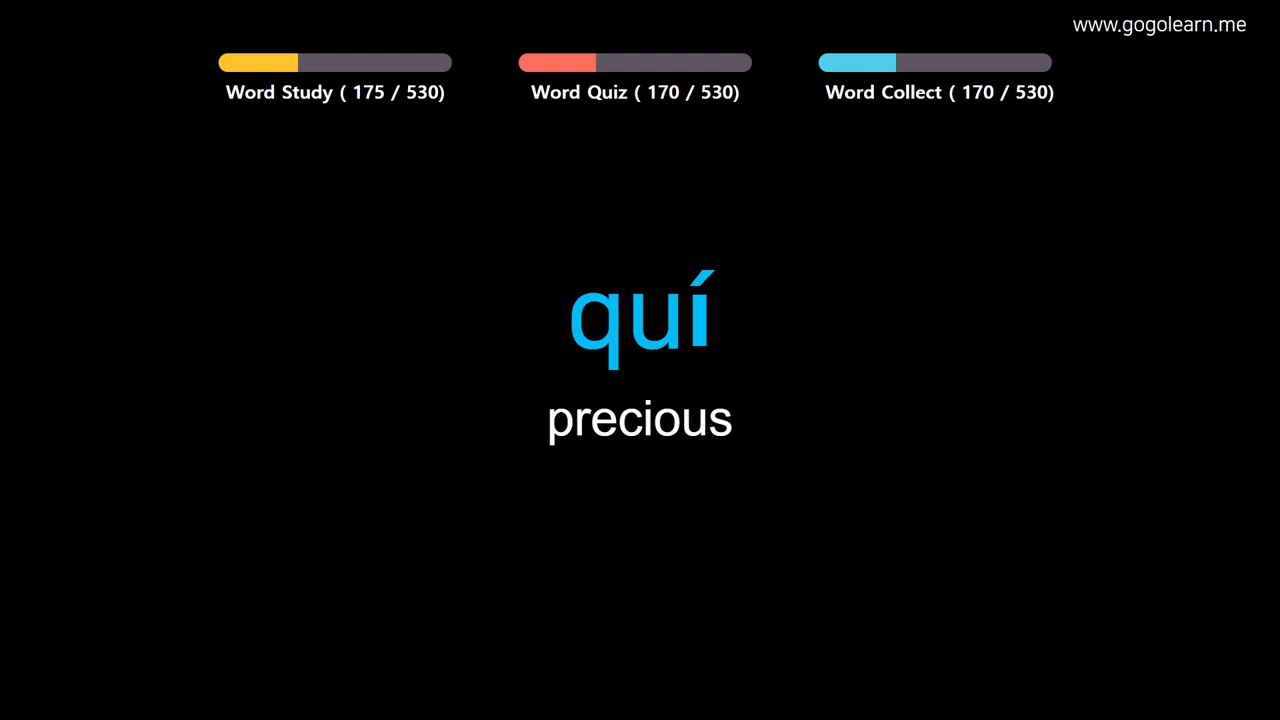 www.gogolearn.me
Word Study ( 175 / 530)
Word Quiz ( 170 / 530)
Word Collect ( 170 / 530)
quí
precious